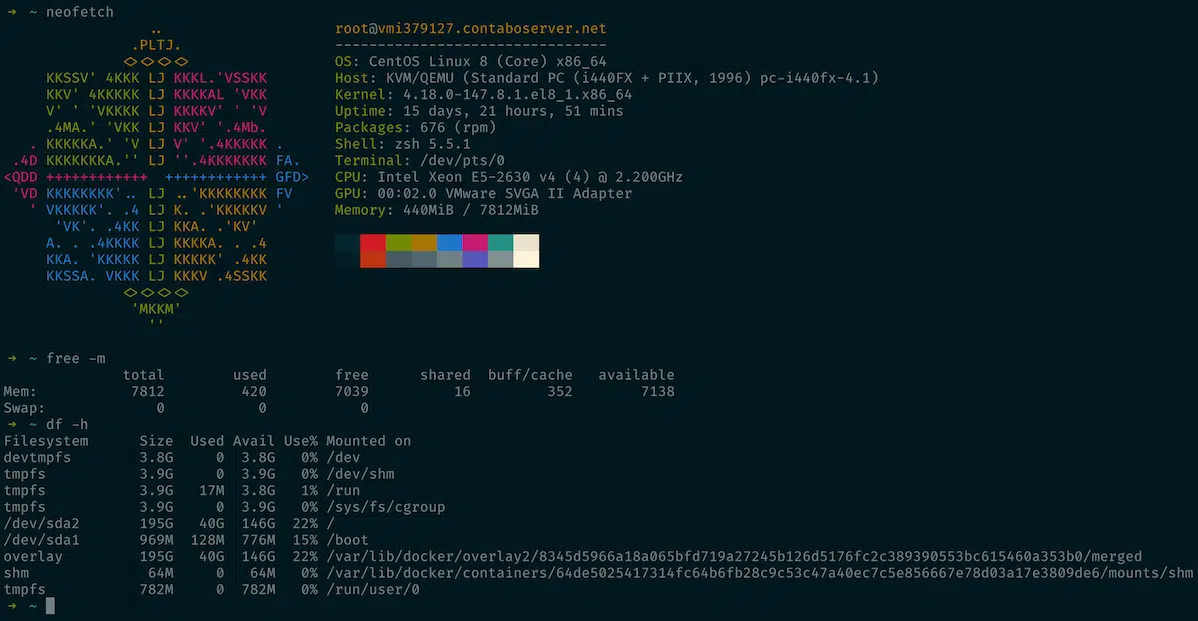 ➜  ~ neofetch
                 ..                    root@vmi379127.contaboserver.net
               .PLTJ.                  --------------------------------
              <><><><>                 OS: CentOS Linux 8 (Core) x86_64
     KKSSV' 4KKK LJ KKKL.'VSSKK        Host: KVM/QEMU (Standard PC (i440FX + PIIX, 1996) pc-i440fx-4.1)
     KKV' 4KKKKK LJ KKKKAL 'VKK        Kernel: 4.18.0-147.8.1.el8_1.x86_64
     V' ' 'VKKKK LJ KKKKV' ' 'V        Uptime: 15 days, 21 hours, 51 mins
     .4MA.' 'VKK LJ KKV' '.4Mb.        Packages: 676 (rpm)
   . KKKKKA.' 'V LJ V' '.4KKKKK .      Shell: zsh 5.5.1
 .4D KKKKKKKA.'' LJ ''.4KKKKKKK FA.    Terminal: /dev/pts/0
<QDD ++++++++++++  ++++++++++++ GFD>   CPU: Intel Xeon E5-2630 v4 (4) @ 2.200GHz
 'VD KKKKKKKK'.. LJ ..'KKKKKKKK FV     GPU: 00:02.0 VMware SVGA II Adapter
   ' VKKKKK'. .4 LJ K. .'KKKKKV '      Memory: 440MiB / 7812MiB
      'VK'. .4KK LJ KKA. .'KV'
     A. . .4KKKK LJ KKKKA. . .4
     KKA. 'KKKKK LJ KKKKK' .4KK
     KKSSA. VKKK LJ KKKV .4SSKK
              <><><><>
               'MKKM'
                 ''
➜  ~ free -m
              total        used        free      shared  buff/cache   available
Mem:           7812         420        7039          16         352        7138
Swap:             0           0           0
➜  ~ df -h
Filesystem      Size  Used Avail Use% Mounted on
devtmpfs        3.8G     0  3.8G   0% /dev
tmpfs           3.9G     0  3.9G   0% /dev/shm
tmpfs           3.9G   17M  3.8G   1% /run
tmpfs           3.9G     0  3.9G   0% /sys/fs/cgroup
/dev/sda2       195G   40G  146G  22% /
/dev/sda1       969M  128M  776M  15% /boot
overlay         195G   40G  146G  22% /var/lib/docker/overlay2/8345d5966a18a065bfd719a27245b126d5176fc2c389390553bc615460a353b0/merged
shm              64M     0   64M   0% /var/lib/docker/containers/64de5025417314fc64b6fb28c9c53c47a40ec7c5e856667e78d03a17e3809de6/mounts/shm
tmpfs           782M     0  782M   0% /run/user/0
➜  ~